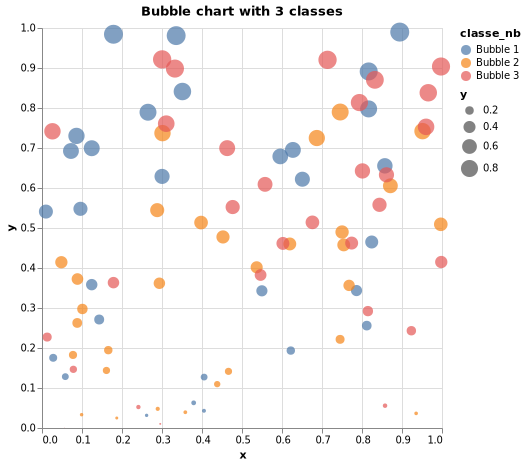 Bubble chart with 3 classes
1.0
0.9
0.8
0.7
0.6
0.5
0.4
0.3
0.2
0.1
0.0
y
0.0 0.1 0.2 0.3 0.4 0.5 0.6 0.7 0.8 0.9 1.0
x
classe_nb
Bubble 1
Bubble 2
Bubble 3
y
0.2
0.4
0.6
0.8